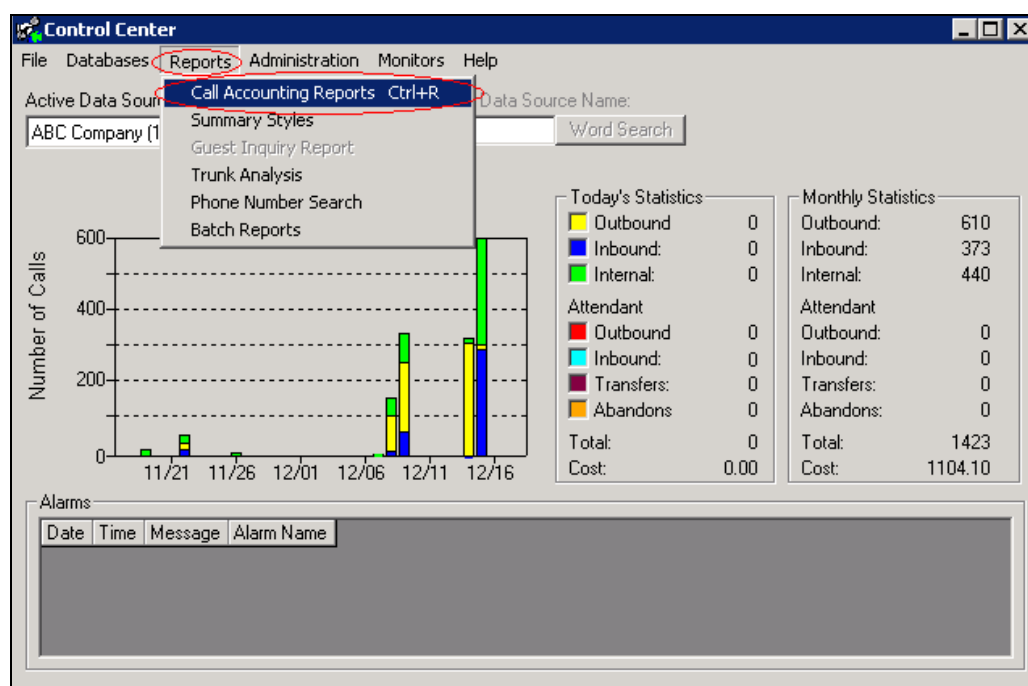 Control Center
File Databases Reports Administration Monitors Help
Call Accounting Reports Ctrl+R
Summary Styles
Guest Inquiry Report
Trunk Analysis
Phone Number Search
Batch Reports
Active Data Sour Data Source Name:
ABC Company (1 Word Search
Number of Calls
600
400
200
0
11/21 11/26 12/01 12/06 12/11 12/16
Today's Statistics
Outbound 0
Inbound: 0
Internal: 0
Attendant
Outbound 0
Inbound: 0
Transfers: 0
Abandons 0
Total: 0
Cost: 0.00
Monthly Statistics
Outbound: 610
Inbound: 373
Internal: 440
Attendant
Outbound: 0
Inbound: 0
Transfers: 0
Abandons: 0
Total: 1423
Cost: 1104.10
Alarms
Date Time Message Alarm Name